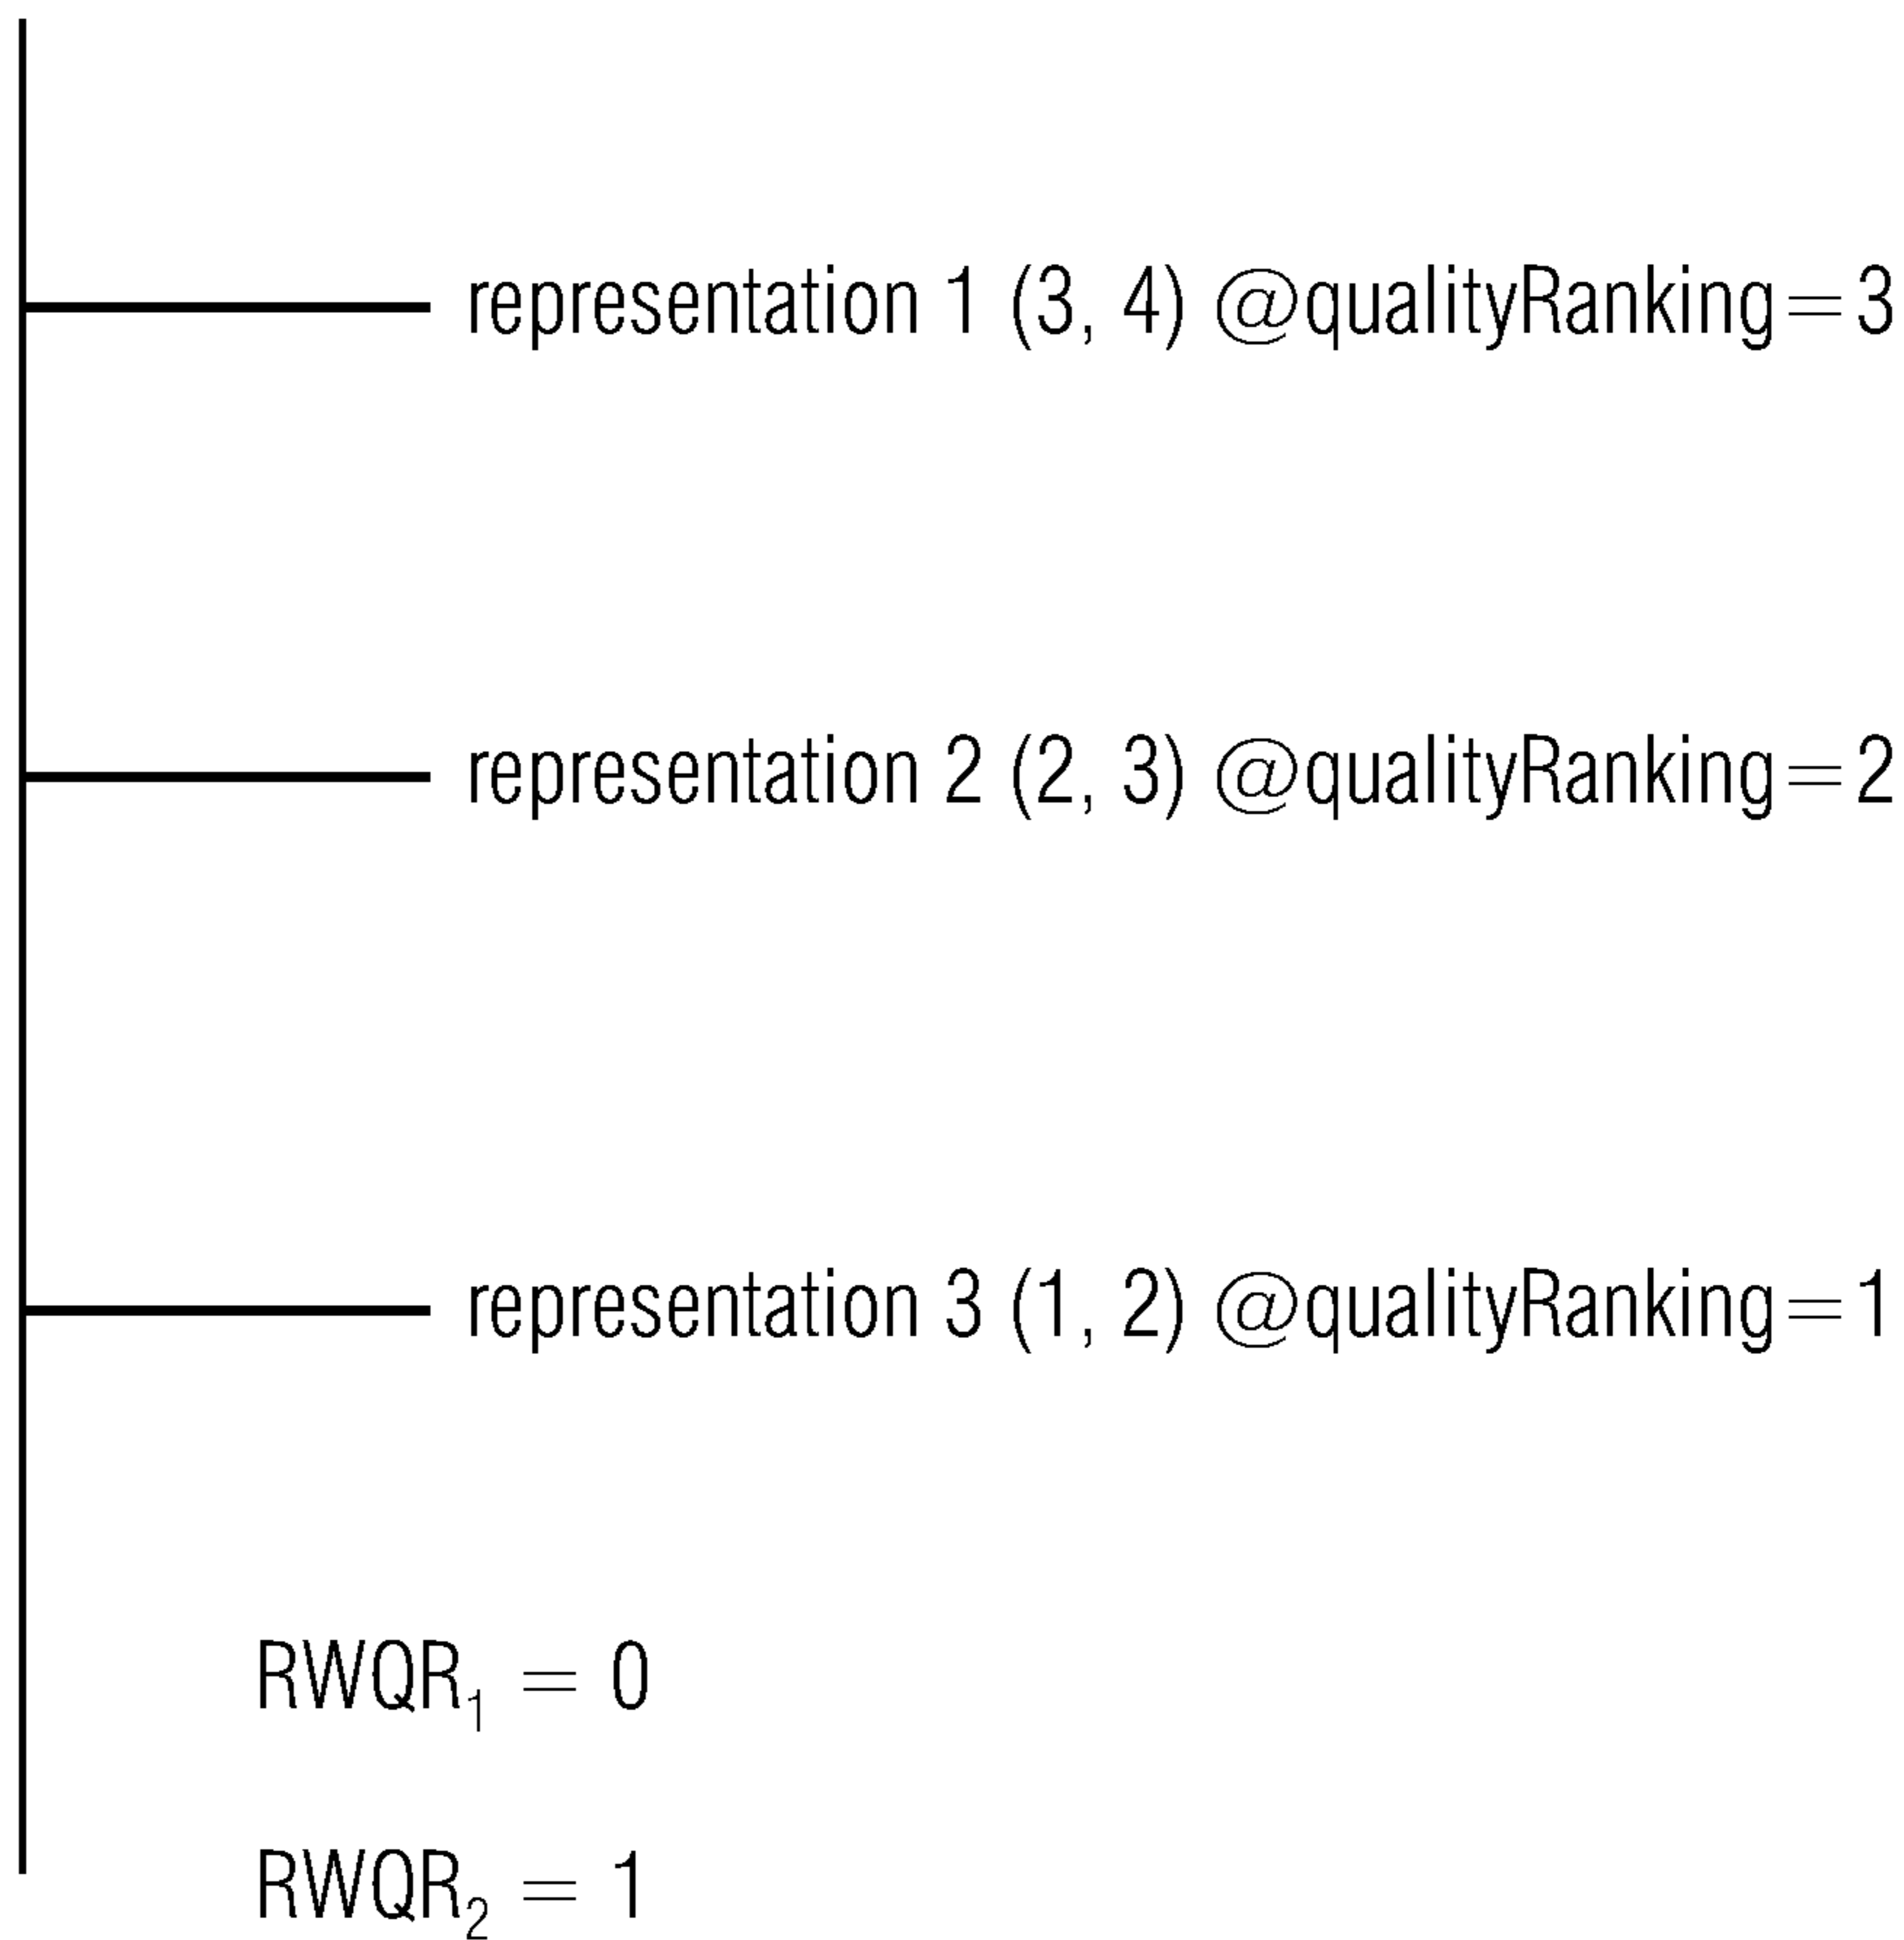 representation 1 (3, 4) @qualityRanking=3
representation 2 (2, 3) @qualityRanking=2
representation 3 (1, 2) @qualityRanking=1
RWQR₁ = 0
RWQR₂ = 1